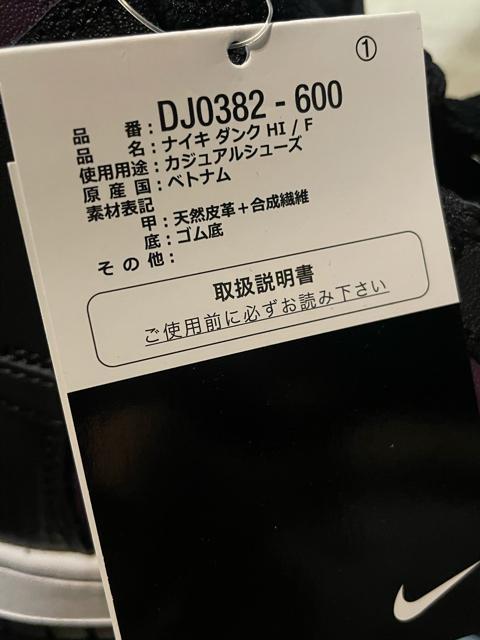 ①
品番：DJ0382-600
品名：ナイキ ダンク HI / F
使用用途：カジュアルシューズ
原産国：ベトナム
素材表記
甲：天然皮革＋合成繊維
底：ゴム底
その他：
取扱説明書
ご使用前に必ずお読み下さい